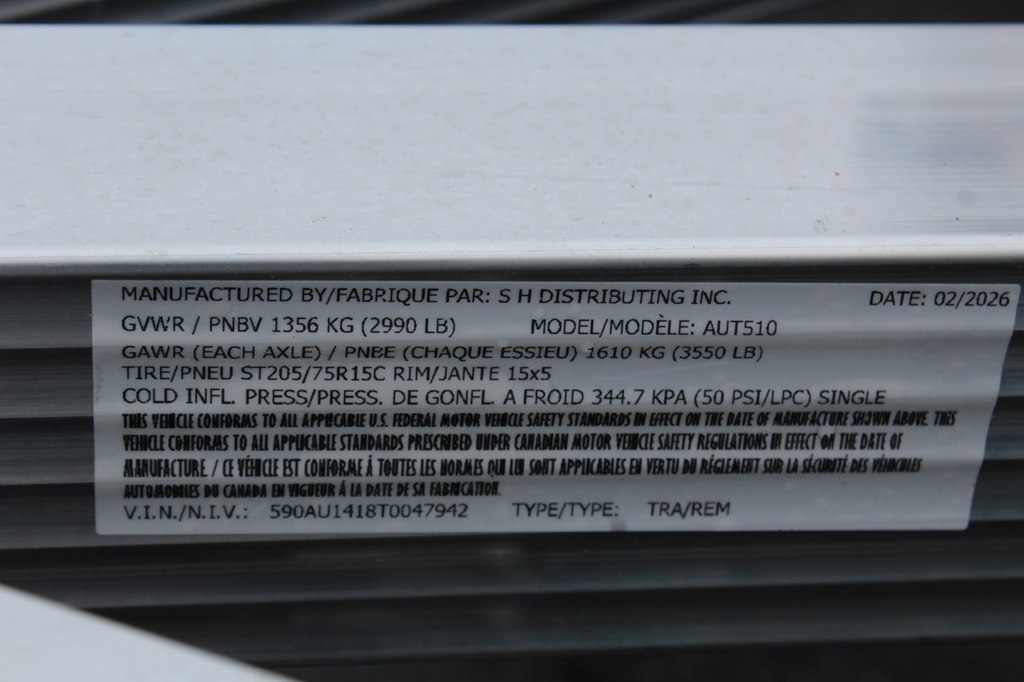 MANUFACTURED BY/FABRIQUE PAR: S H DISTRIBUTING INC. DATE: 02/2026
GVWR / PNBV 1356 KG (2990 LB) MODEL/MODÈLE: AUT510
GAWR (EACH AXLE) / PNBE (CHAQUE ESSIEU) 1610 KG (3550 LB)
TIRE/PNEU ST205/75R15C RIM/JANTE 15x5
COLD INFL. PRESS/PRESS. DE GONFL. A FROID 344.7 KPA (50 PSI/LPC) SINGLE
THIS VEHICLE CONFORMS TO ALL APPLICABLE U.S. FEDERAL MOTOR VEHICLE SAFETY STANDARDS IN EFFECT ON THE DATE OF MANUFACTURE SHOWN ABOVE. THIS
VEHICLE CONFORMS TO ALL APPLICABLE STANDARDS PRESCRIBED UNDER CANADIAN MOTOR VEHICLE SAFETY REGULATIONS IN EFFECT ON THE DATE OF
MANUFACTURE. / CE VÉHICLE EST CONFORME Á TOUTES LES NORMES QUI LUI SONT APPLICABLES EN VERTU DU RÉGLEMENT SUR LA SÉCURITÉ DES VÉHICULES
AUTOMOBILES DU CANADA EN VIGUEUR Á LA DATE DE SA FABRICATION.
V.I.N./N.I.V.: 590AU1418T0047942 TYPE/TYPE: TRA/REM